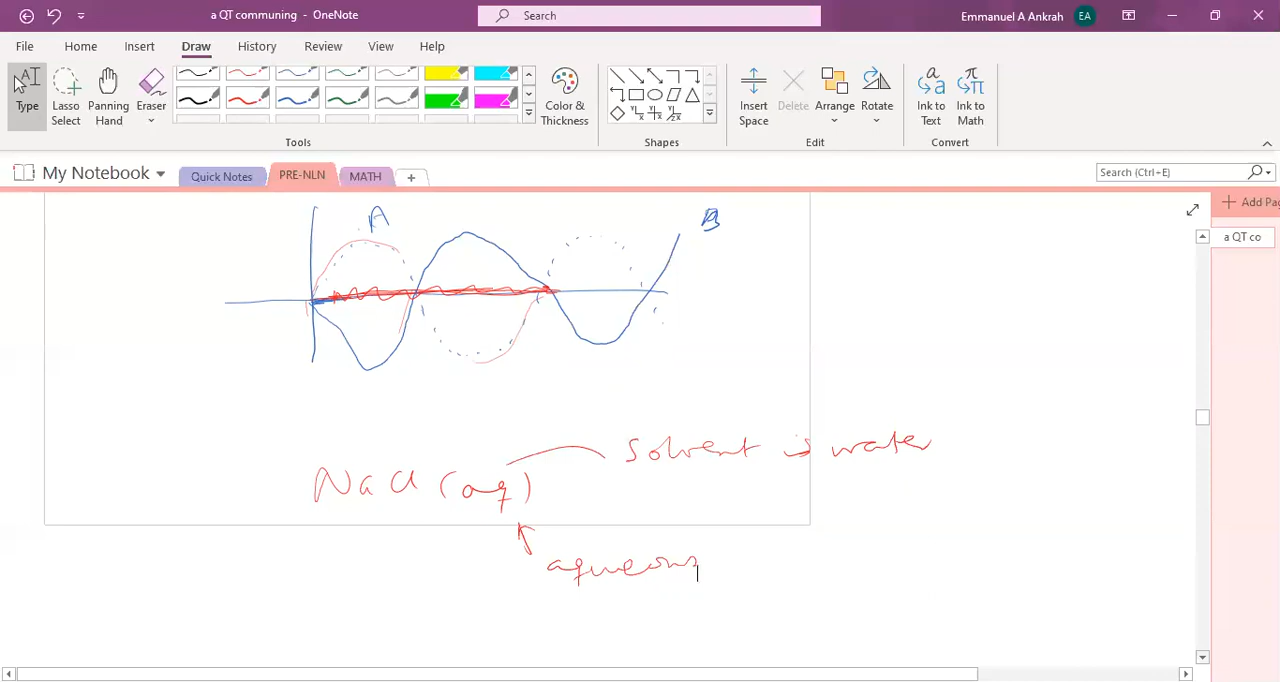 a QT communing - OneNote
Search
Emmanuel A Ankrah
EA
File Home Insert Draw History Review View Help
Type
Lasso Select
Panning Hand
Eraser
Color & Thickness
Insert Space
Delete
Arrange
Rotate
Ink to Text
Ink to Math
Tools
Shapes
Edit
Convert
My Notebook
Quick Notes
PRE-NLN
MATH
Search (Ctrl+E)
Add Pag
a QT co
A
B
Solvent is water
NaCl (aq)
aqueous